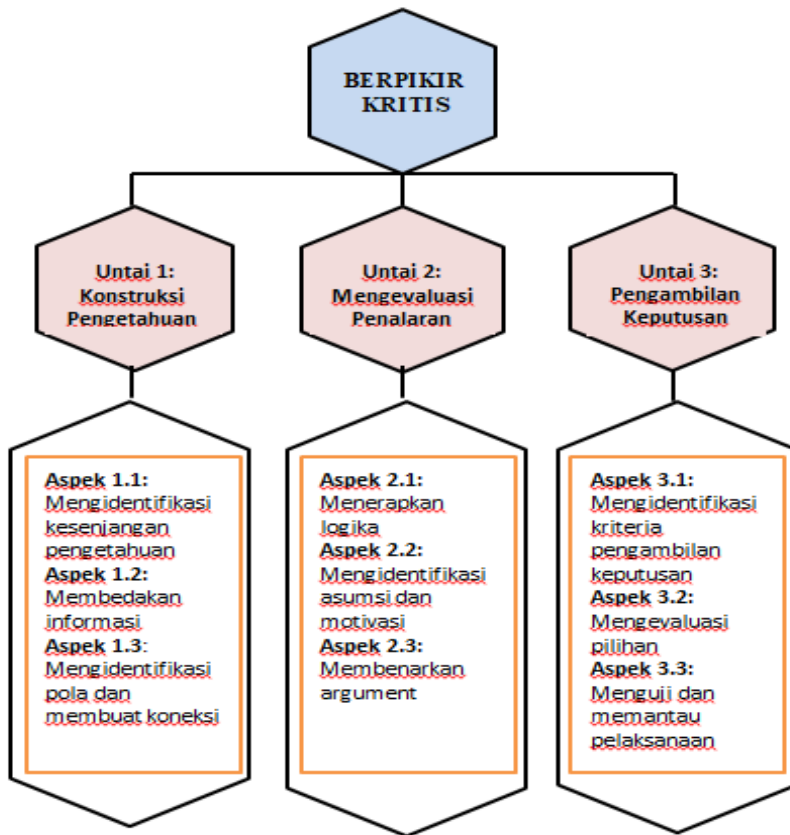 BERPIKIR
KRITIS
Untai 1:
Konstruksi
Pengetahuan
Untai 2:
Mengevaluasi
Penalaran
Untai 3:
Pengambilan
Keputusan
Aspek 1.1:
Mengidentifikasi
kesenjangan
pengetahuan
Aspek 1.2:
Membedakan
informasi
Aspek 1.3:
Mengidentifikasi
pola dan
membuat koneksi
Aspek 2.1:
Menerapkan
logika
Aspek 2.2:
Mengidentifikasi
asumsi dan
motivasi
Aspek 2.3:
Membenarkan
argument
Aspek 3.1:
Mengidentifikasi
kriteria
pengambilan
keputusan
Aspek 3.2:
Mengevaluasi
pilihan
Aspek 3.3:
Menguji dan
memantau
pelaksanaan